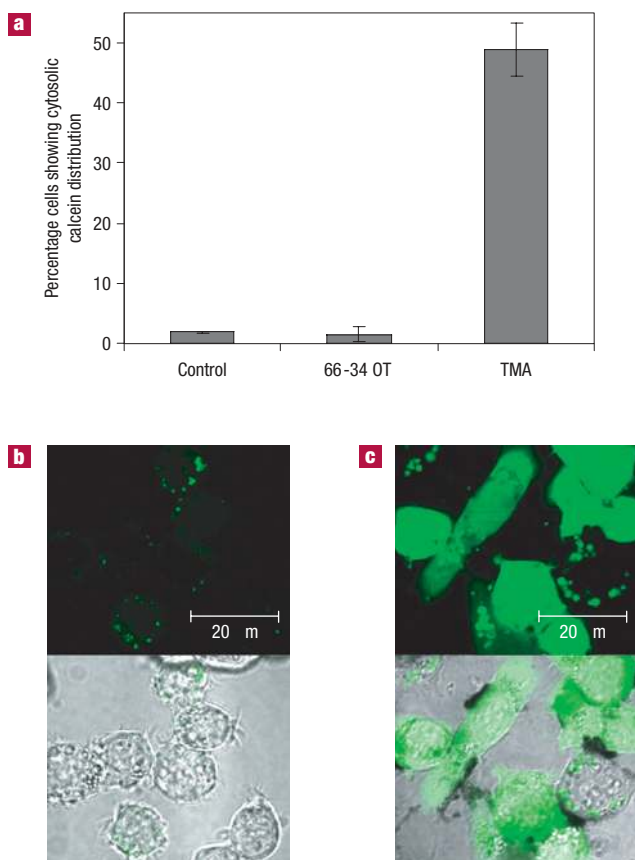 a
Percentage cells showing cytosolic
calcein distribution
50
40
30
20
10
0
Control
66-34 OT
TMA
b
c
20 m
20 m